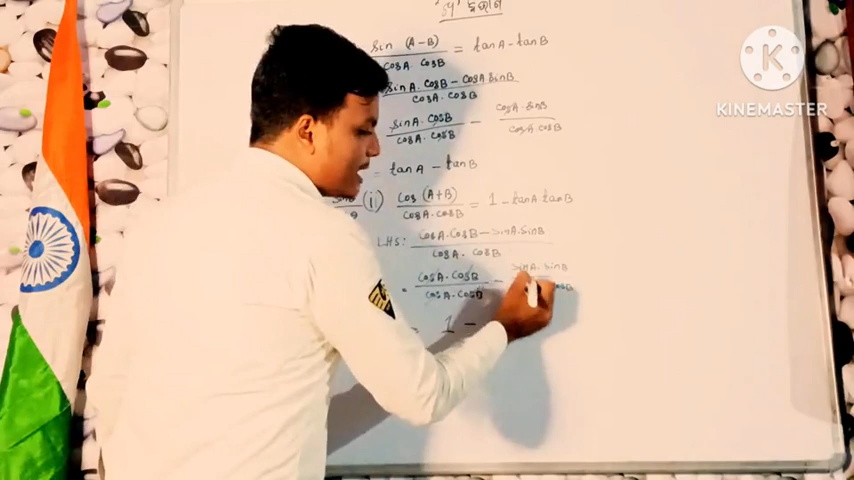 sin (A-B) / cosA. cosB = tanA - tanB
sinA. cosB - cosA.sinB / cosA. cosB
sinA. cosB / cosA. cosB - cosA. sinB / cosA. cosB
= tanA - tanB
(i) cos (A+B) / cosA. cosB = 1 - tanA. tanB
LHS: cosA. cosB - sinA. sinB / cosA. cosB
= cosA. cosB / cosA. cosB - sinA. sinB / cosB
= 1 -
K
KINEMASTER